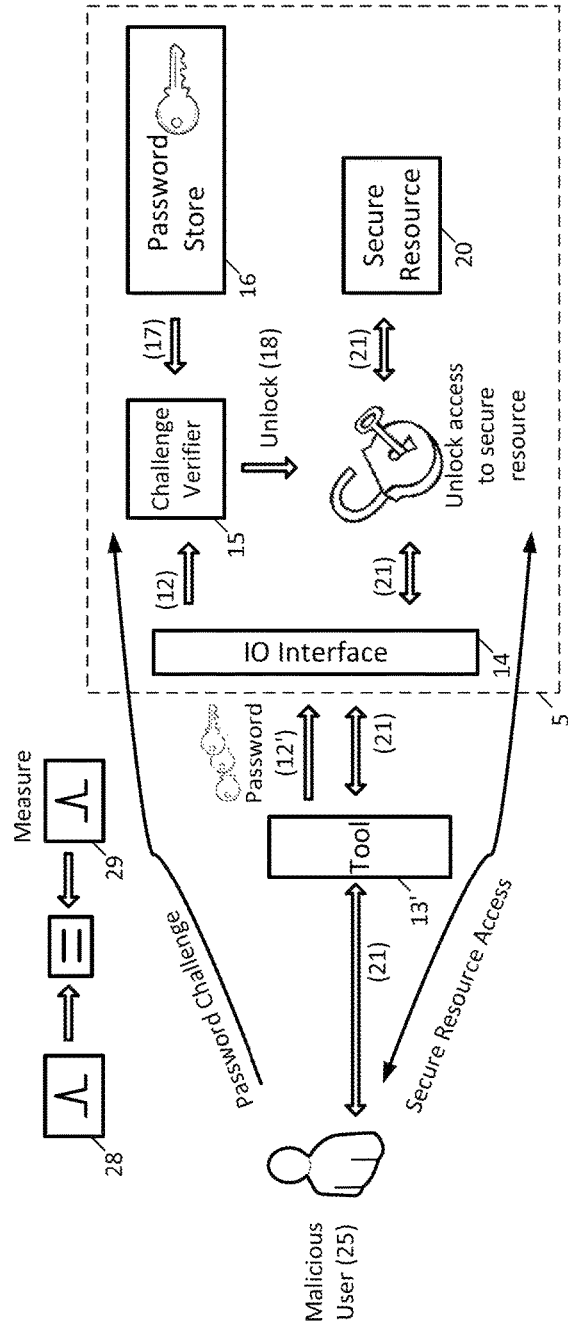 Measure
28
29
=
Password Challenge
Malicious
User (25)
(21)
Tool
13'
Password
(12')
(21)
Secure Resource Access
IO Interface
14
5
(12)
Challenge
Verifier
15
(17)
Password
Store
16
Unlock (18)
(21)
Unlock access
to secure
resource
(21)
Secure
Resource
20